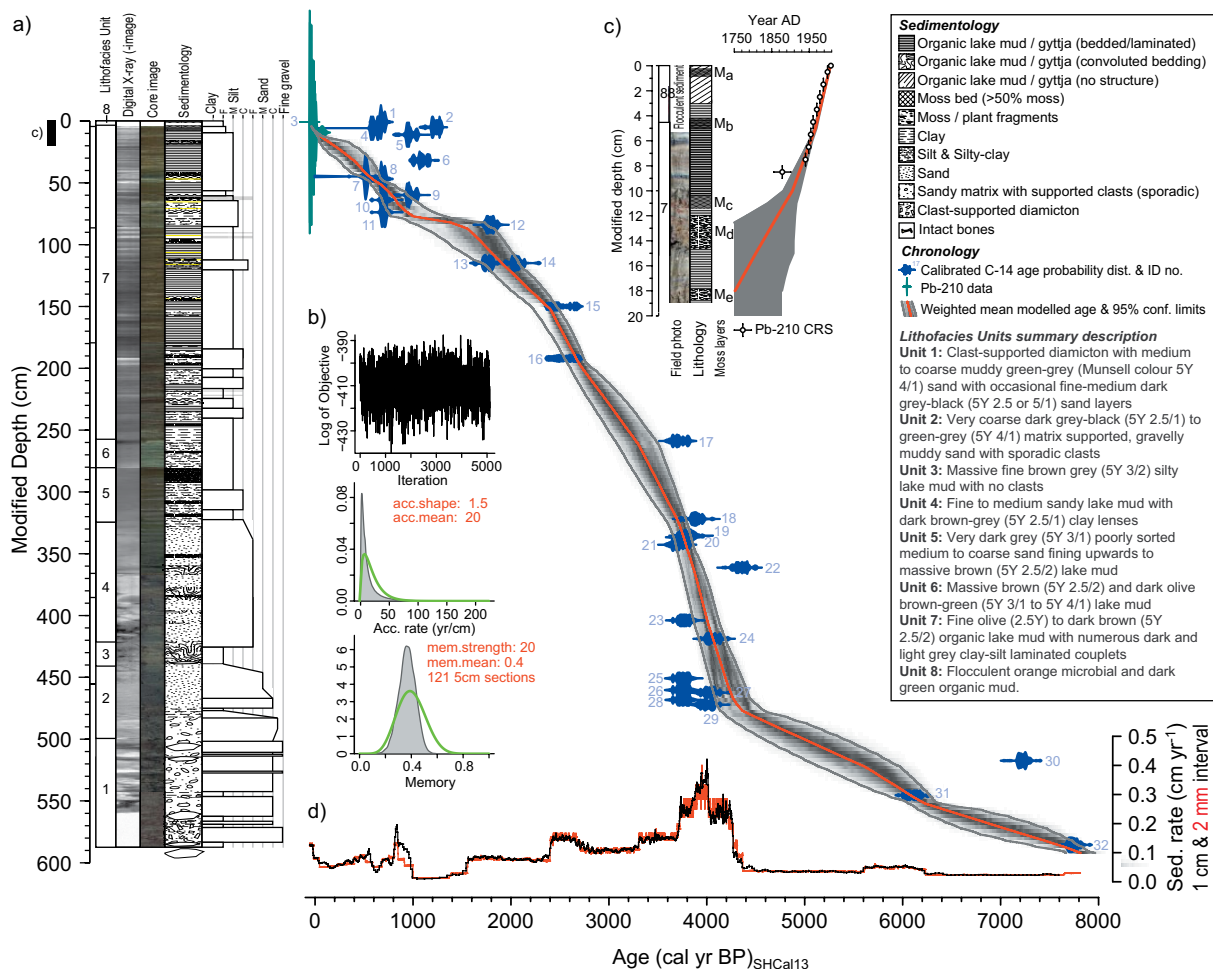 a)
Lithofacies Unit
Digital X-ray (-image)
Core image
Sedimentology
Clay
M Silt
C
F
M Sand
C
Fine gravel
8
c)
0
50
100
150
200
250
300
350
400
450
500
550
600
Modified Depth (cm)
7
6
5
4
3
2
1
3
1
2
4
5
6
7
8
9
10
11
12
13
14
15
16
17
18
19
20
21
22
23
24
25
26
27
28
29
30
31
32
b)
-390
-410
-430
Log of Objective
0 1000 3000 5000
Iteration
acc.shape: 1.5
acc.mean: 20
0.08
0.04
0.00
0 50 100 150 200
Acc. rate (yr/cm)
mem.strength: 20
mem.mean: 0.4
121 5cm sections
6
5
4
3
2
1
0
0.0 0.4 0.8
Memory
c)
Year AD
1750 1850 1950
0
2
4
6
8
10
12
14
16
18
20
Modified depth (cm)
8
7
Flocculent sediment
Ma
Mb
Mc
Md
Me
Field photo
Lithology
Moss layers
Pb-210 CRS
d)
0.5
0.4
0.3
0.2
0.1
0.0
Sed. rate (cm yr⁻¹)
1 cm & 2 mm interval
0 1000 2000 3000 4000 5000 6000 7000 8000
Age (cal yr BP)SHCal13
Sedimentology
Organic lake mud / gyttja (bedded/laminated)
Organic lake mud / gyttja (convoluted bedding)
Organic lake mud / gyttja (no structure)
Moss bed (>50% moss)
Moss / plant fragments
Clay
Silt & Silty-clay
Sand
Sandy matrix with supported clasts (sporadic)
Clast-supported diamicton
Intact bones
Chronology
Calibrated C-14 age probability dist. & ID no.
Pb-210 data
Weighted mean modelled age & 95% conf. limits
Lithofacies Units summary description
Unit 1: Clast-supported diamicton with medium
to coarse muddy green-grey (Munsell colour 5Y
4/1) sand with occasional fine-medium dark
grey-black (5Y 2.5 or 5/1) sand layers
Unit 2: Very coarse dark grey-black (5Y 2.5/1) to
green-grey (5Y 4/1) matrix supported, gravelly
muddy sand with sporadic clasts
Unit 3: Massive fine brown grey (5Y 3/2) silty
lake mud with no clasts
Unit 4: Fine to medium sandy lake mud with
dark brown-grey (5Y 2.5/1) clay lenses
Unit 5: Very dark grey (5Y 3/1) poorly sorted
medium to coarse sand fining upwards to
massive brown (5Y 2.5/2) lake mud
Unit 6: Massive brown (5Y 2.5/2) and dark olive
brown-green (5Y 3/1 to 5Y 4/1) lake mud
Unit 7: Fine olive (2.5Y) to dark brown (5Y
2.5/2) organic lake mud with numerous dark and
light grey clay-silt laminated couplets
Unit 8: Flocculent orange microbial and dark
green organic mud.